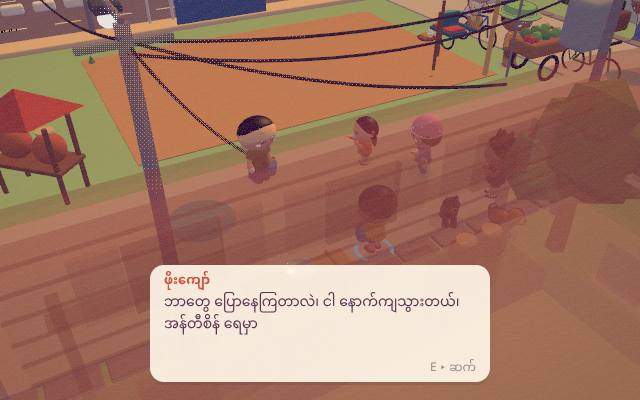 ဖိုးကျော်
ဘာတွေ ပြောနေကြတာလဲ၊ ငါ နောက်ကျသွားတယ်၊
အန်တီစိန် ရေမှာ
E ▸ ဆက်